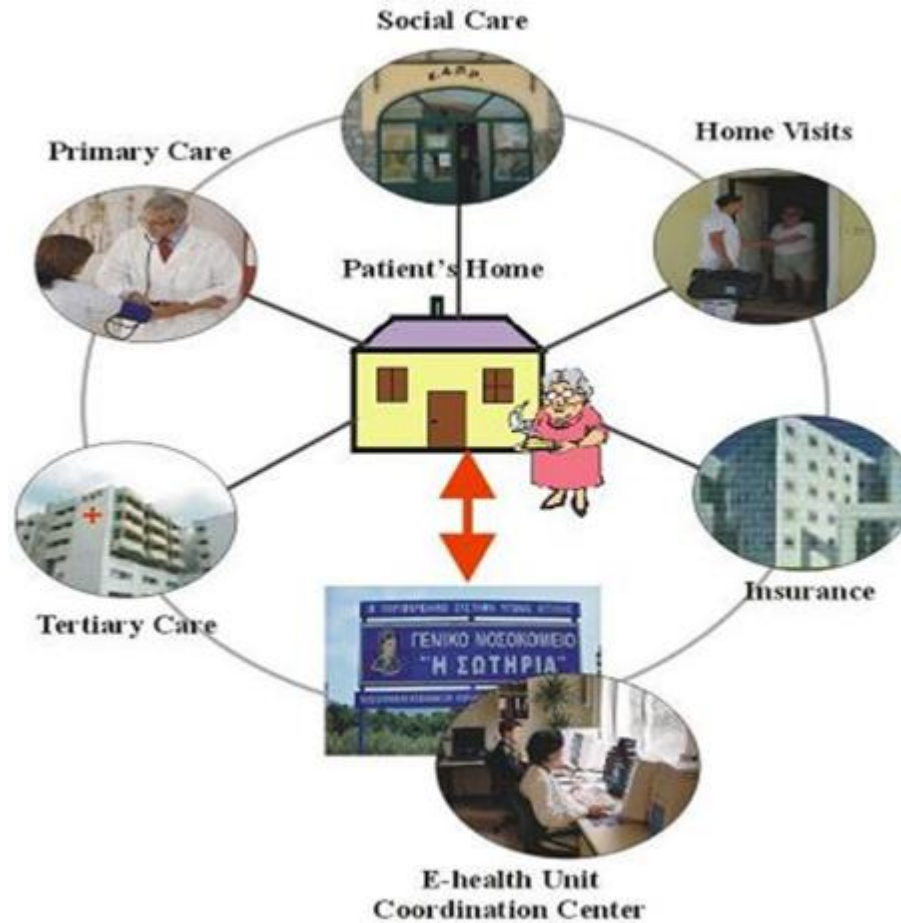 Social Care
Κ.Α.Π.Η.
Primary Care
Home Visits
Patient's Home
Tertiary Care
Insurance
ΓΕΝΙΚΟ ΝΟΣΟΚΟΜΕΙΟ
"Η ΣΩΤΗΡΙΑ"
E-health Unit
Coordination Center